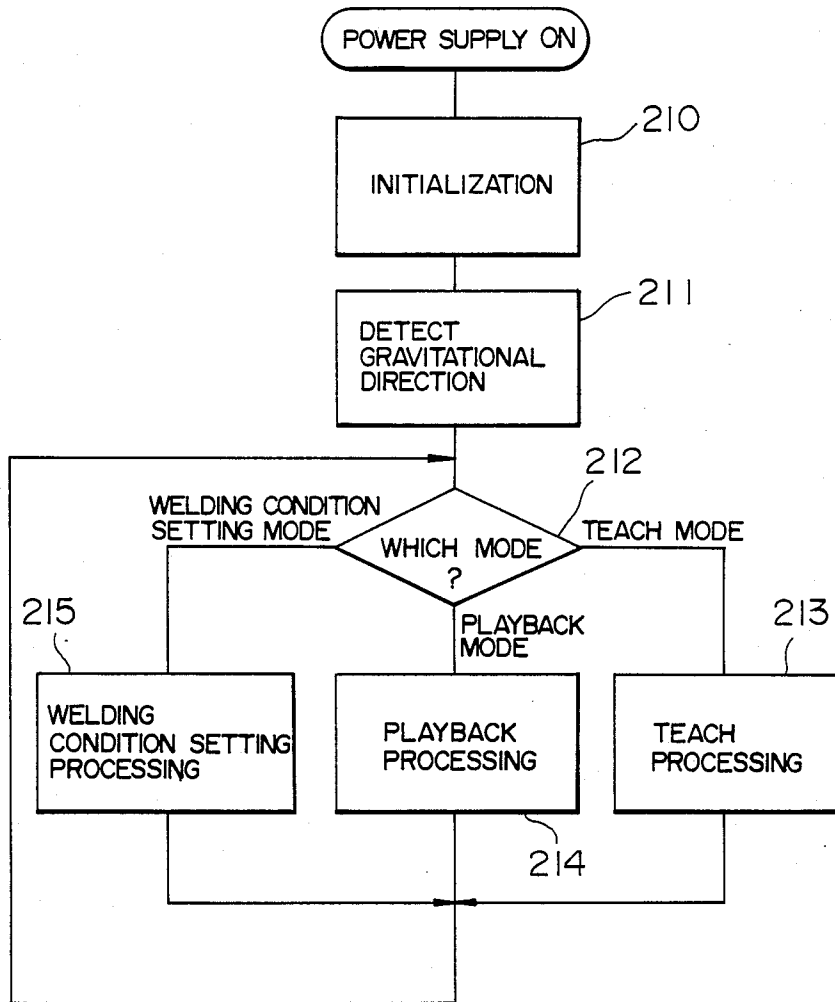 POWER SUPPLY ON
210
INITIALIZATION
211
DETECT
GRAVITATIONAL
DIRECTION
212
WELDING CONDITION
SETTING MODE
WHICH MODE
?
TEACH MODE
PLAYBACK
MODE
215
213
WELDING
CONDITION SETTING
PROCESSING
PLAYBACK
PROCESSING
TEACH
PROCESSING
214